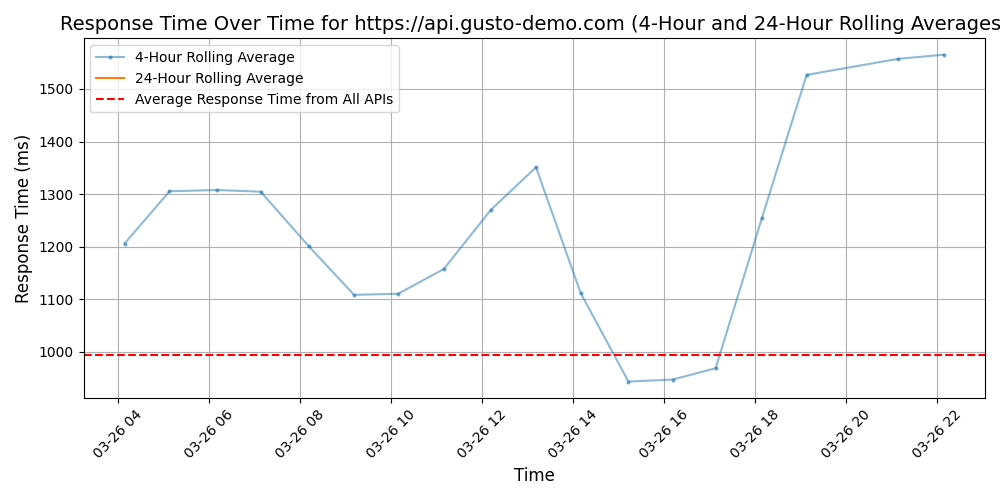 Response Time Over Time for https://api.gusto-demo.com (4-Hour and 24-Hour Rolling Averages
4-Hour Rolling Average
24-Hour Rolling Average
Average Response Time from All APIs
Response Time (ms)
1500
1400
1300
1200
1100
1000
03-26 04
03-26 06
03-26 08
03-26 10
03-26 12
03-26 14
03-26 16
03-26 18
03-26 20
03-26 22
Time